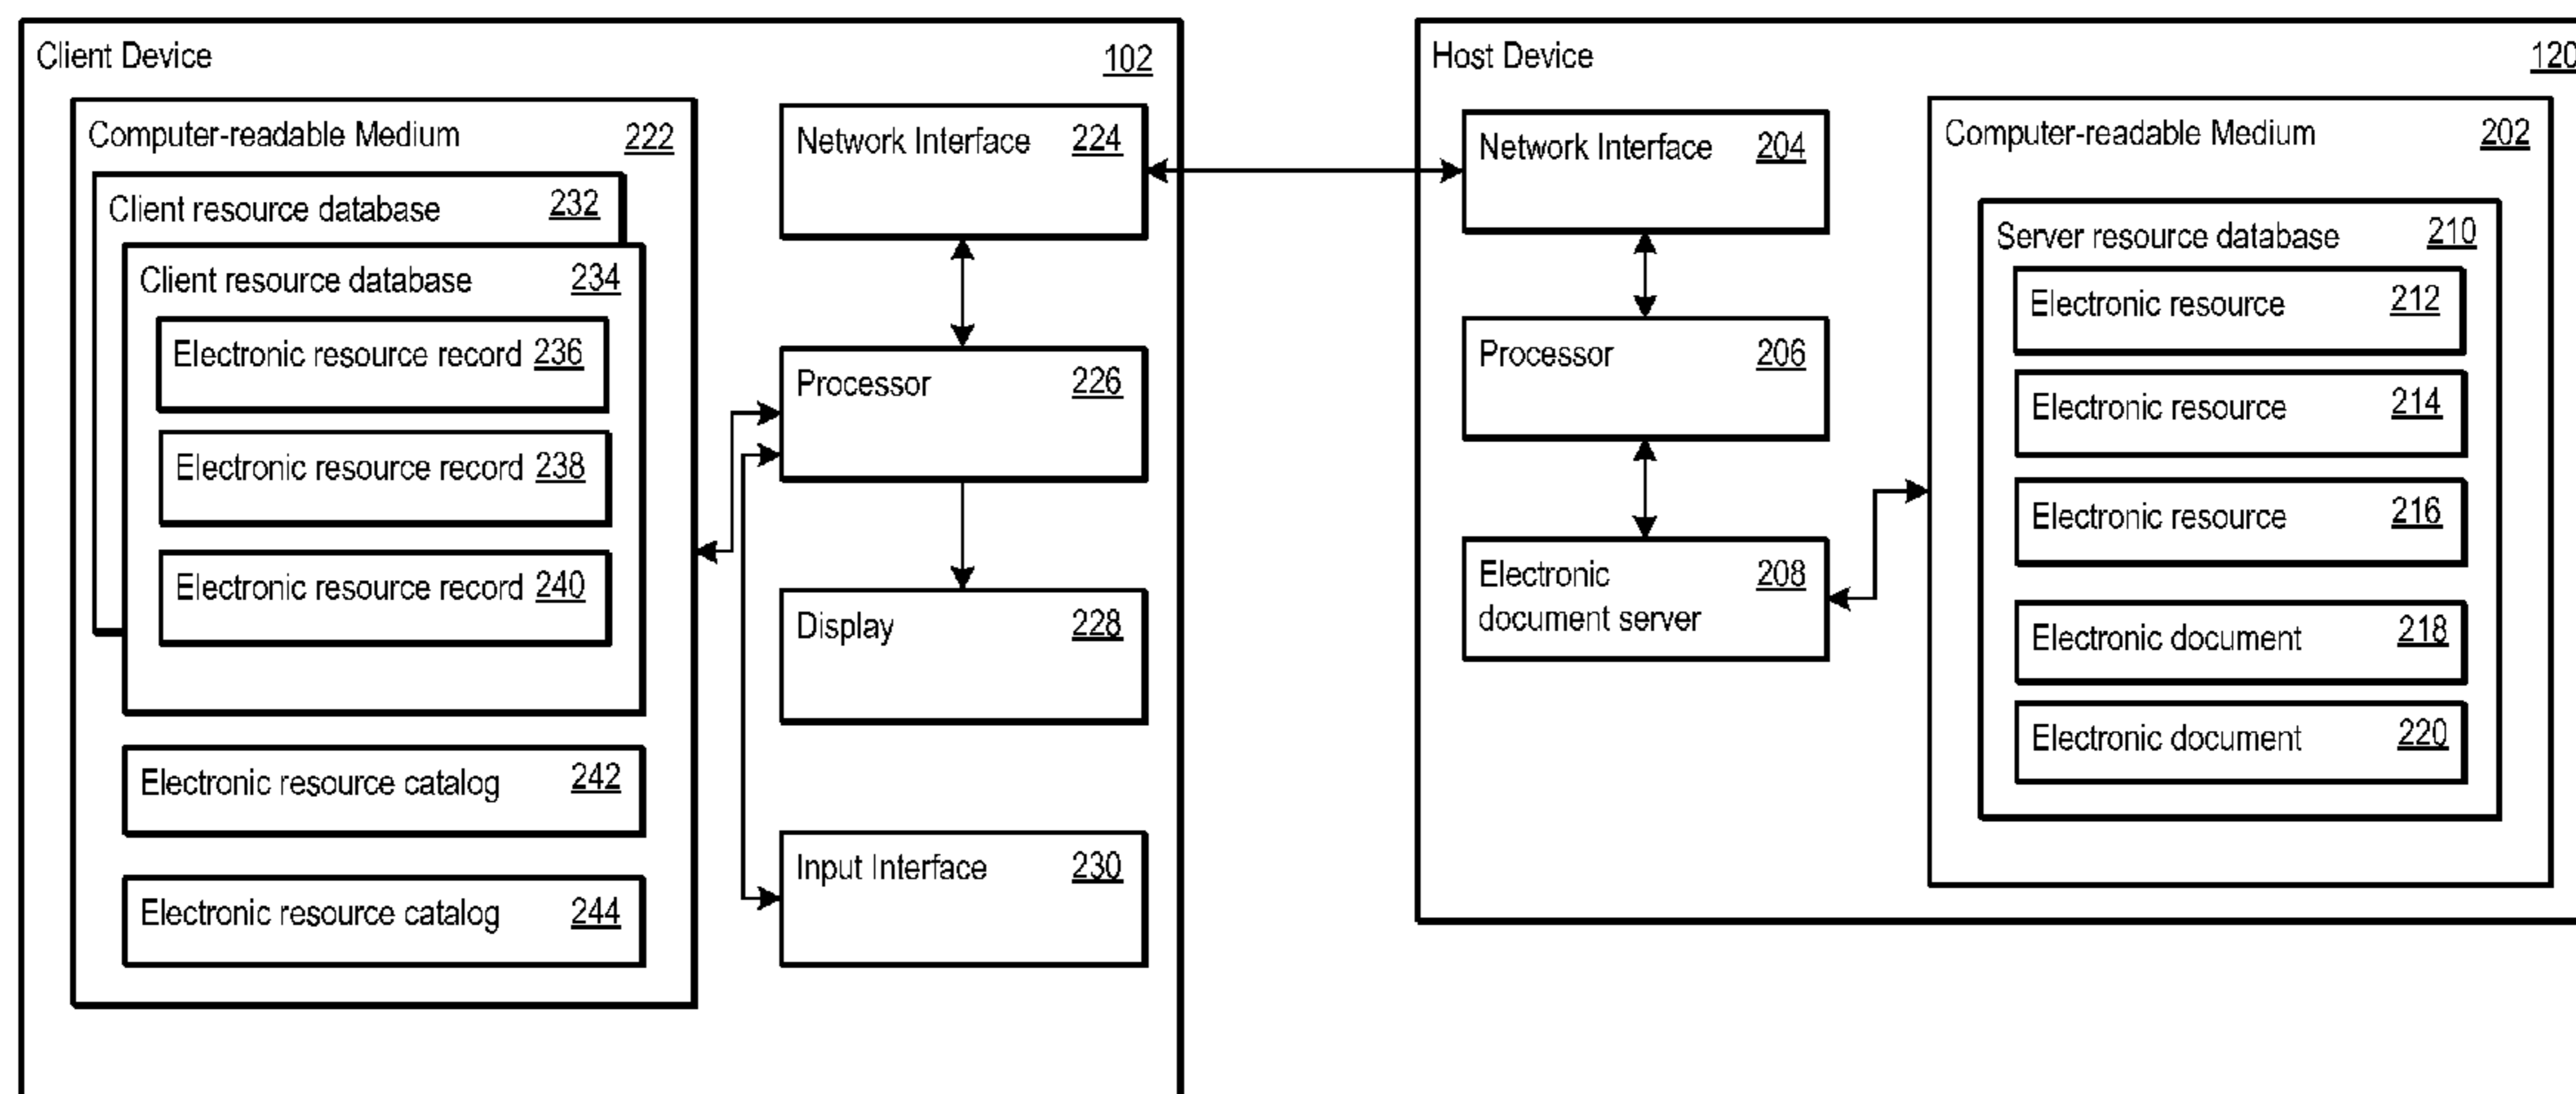 Client Device 102
Computer-readable Medium 222
Client resource database 232
Client resource database 234
Electronic resource record 236
Electronic resource record 238
Electronic resource record 240
Electronic resource catalog 242
Electronic resource catalog 244
Network Interface 224
Processor 226
Display 228
Input Interface 230
Host Device 120
Network Interface 204
Processor 206
Electronic 208
document server
Computer-readable Medium 202
Server resource database 210
Electronic resource 212
Electronic resource 214
Electronic resource 216
Electronic document 218
Electronic document 220